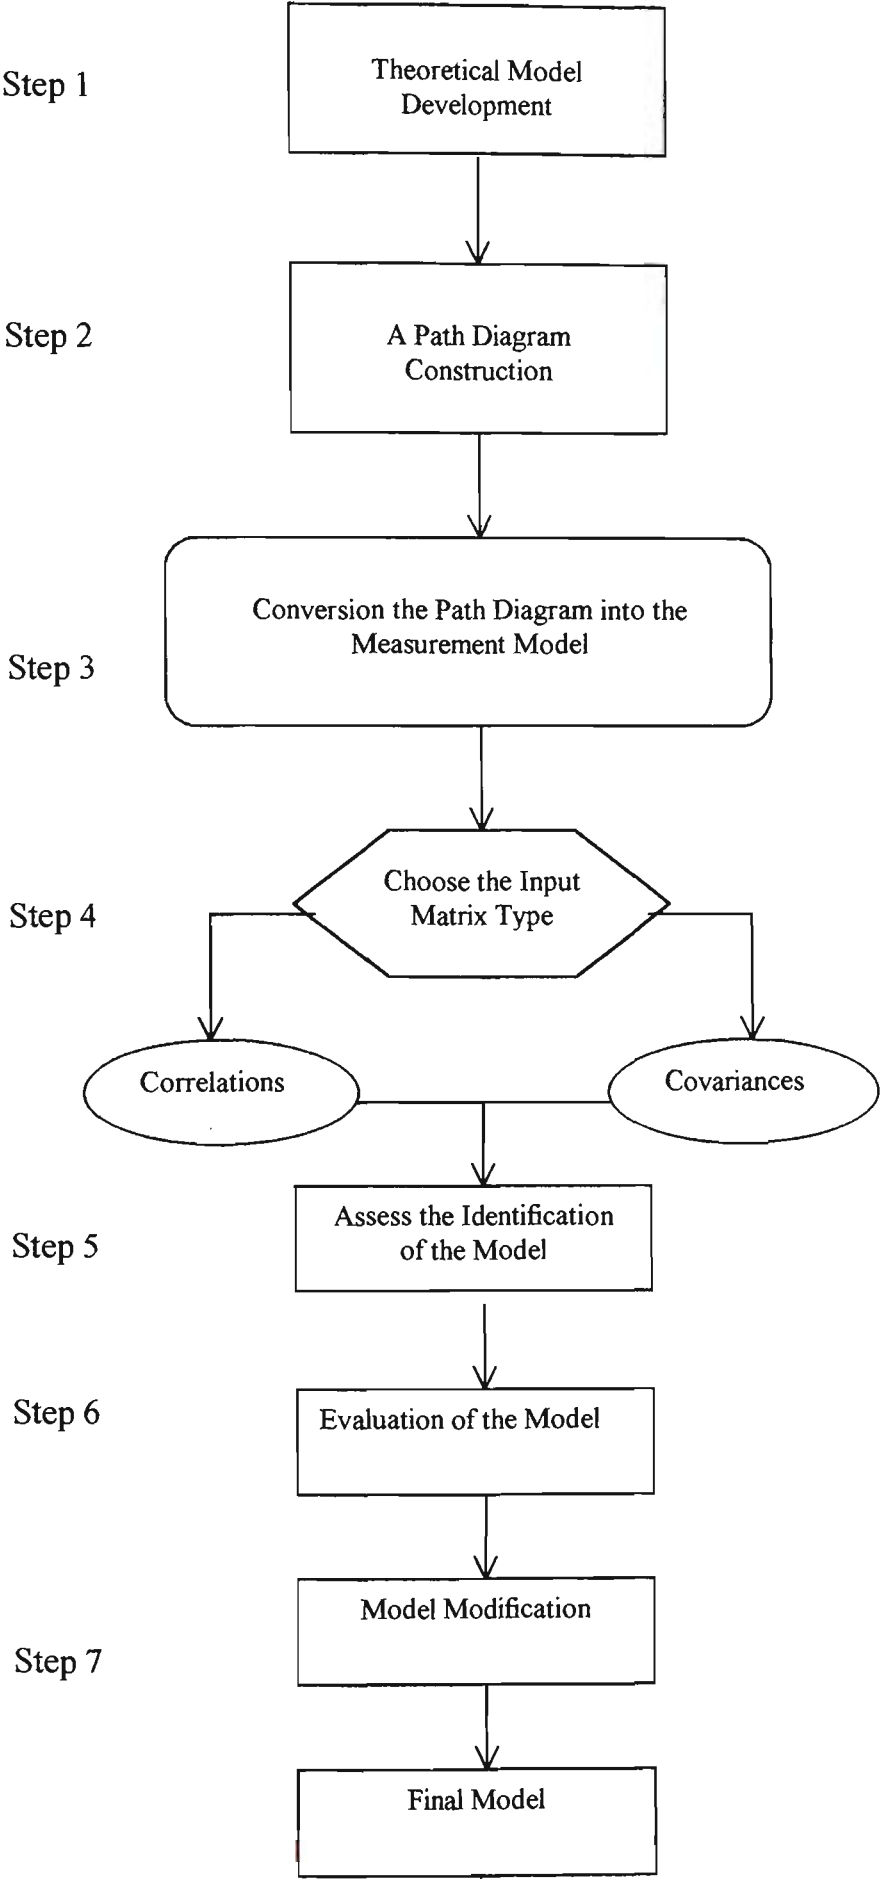 Step 1
Theoretical Model
Development
Step 2
A Path Diagram
Construction
Conversion the Path Diagram into the
Measurement Model
Step 3
Choose the Input
Matrix Type
Step 4
Correlations
Covariances
Assess the Identification
of the Model
Step 5
Step 6
Evaluation of the Model
Model Modification
Step 7
Final Model